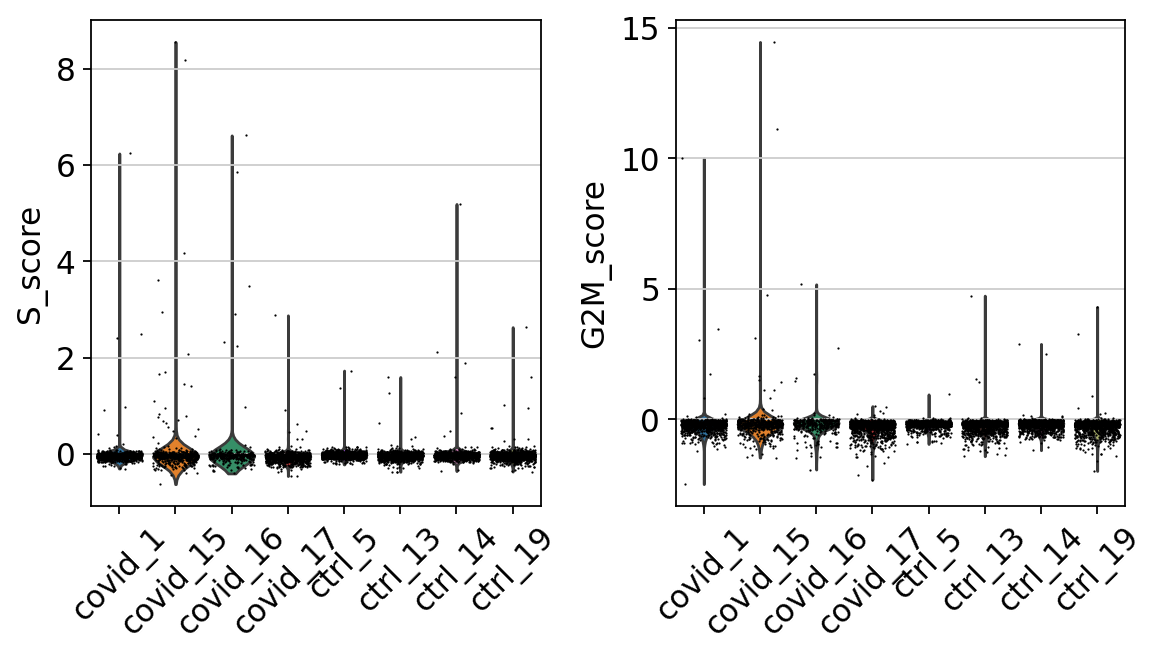 S_score
8
6
4
2
0
covid_1
covid_15
covid_16
covid_17
ctrl_5
ctrl_13
ctrl_14
ctrl_19
G2M_score
15
10
5
0
covid_1
covid_15
covid_16
covid_17
ctrl_5
ctrl_13
ctrl_14
ctrl_19